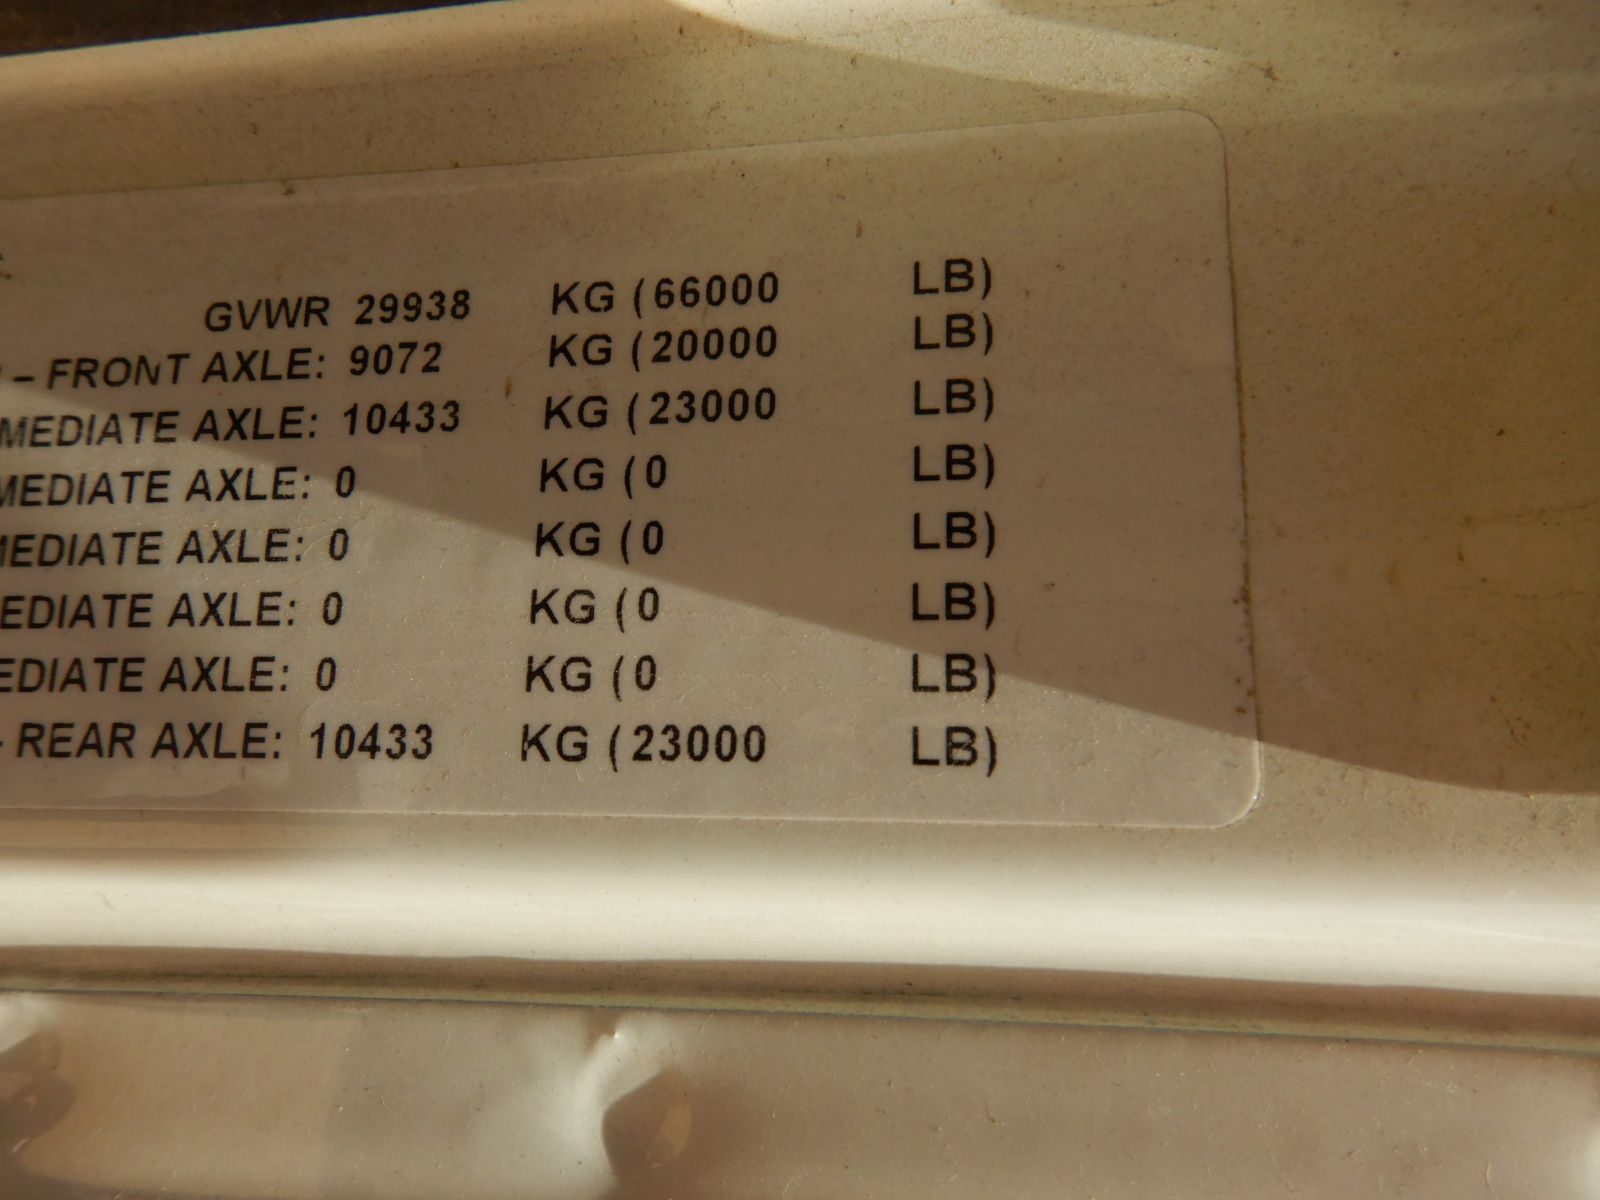 GVWR 29938 KG (66000 LB)
– FRONT AXLE: 9072 KG (20000 LB)
MEDIATE AXLE: 10433 KG (23000 LB)
MEDIATE AXLE: 0 KG (0 LB)
MEDIATE AXLE: 0 KG (0 LB)
EDIATE AXLE: 0 KG (0 LB)
EDIATE AXLE: 0 KG (0 LB)
- REAR AXLE: 10433 KG (23000 LB)